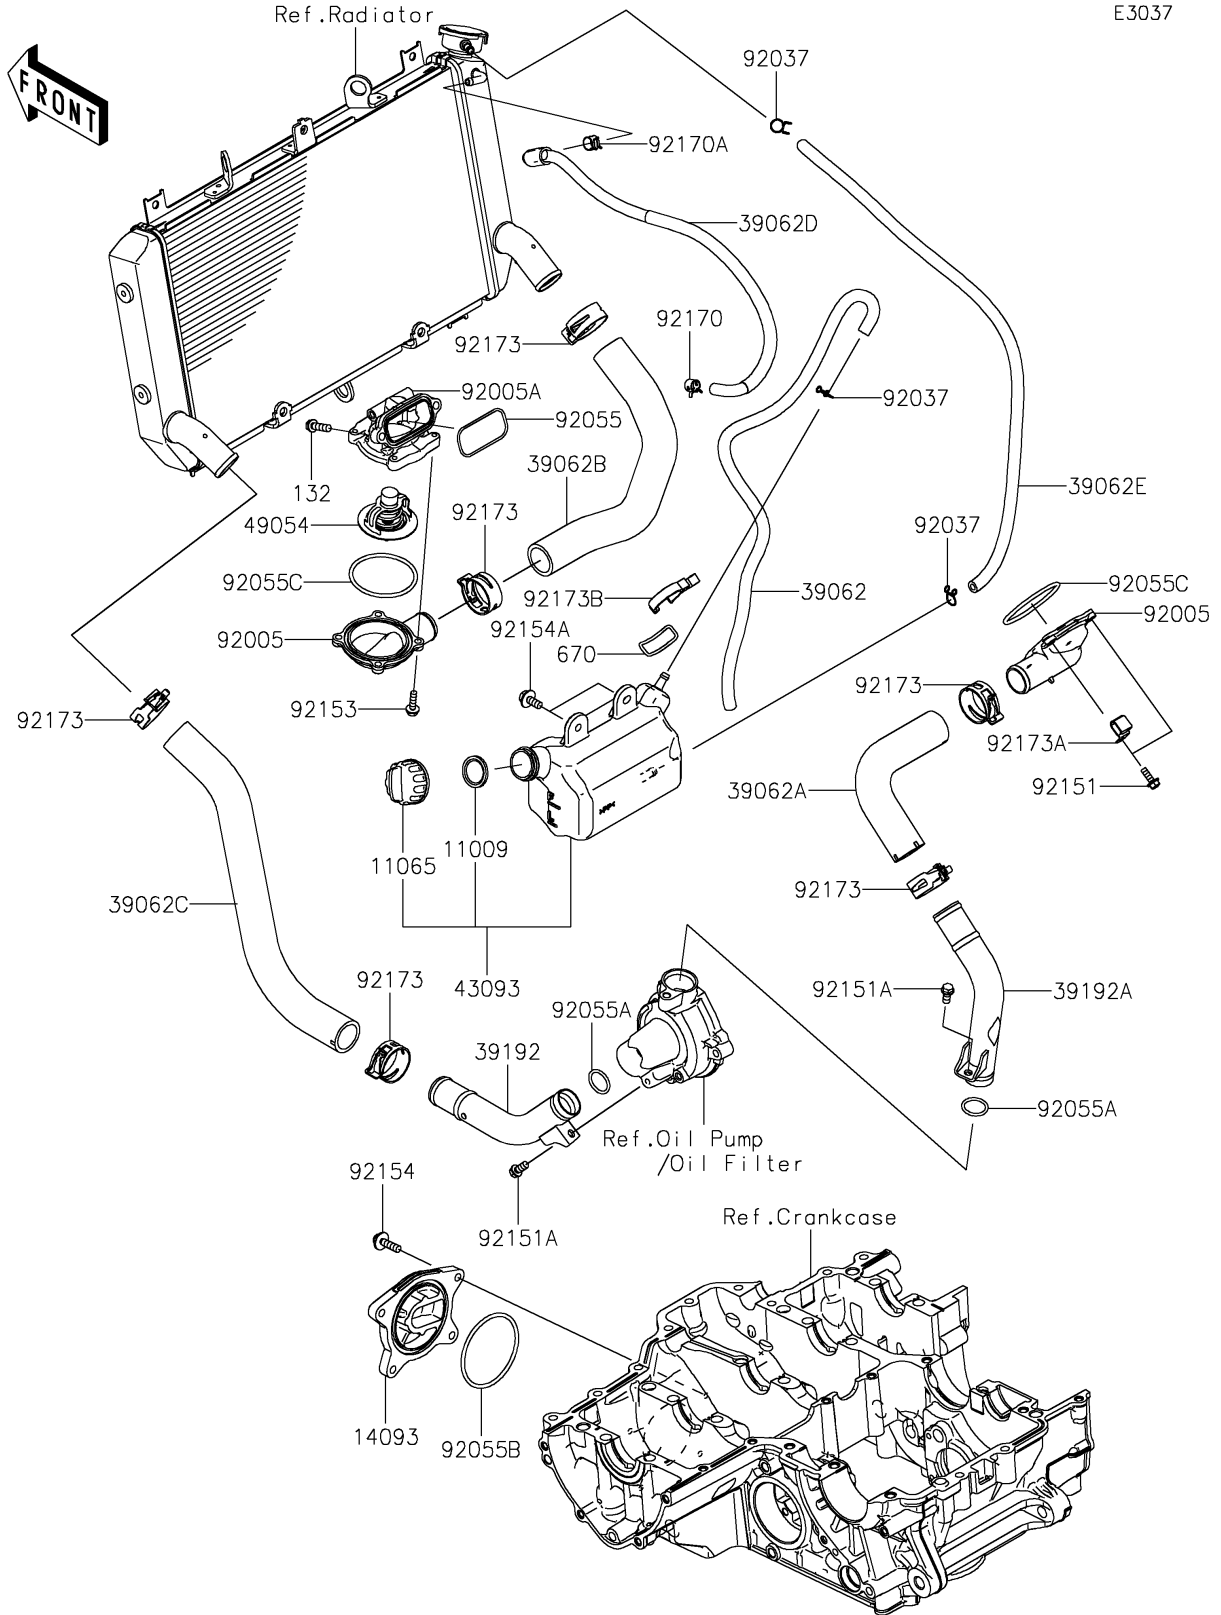 Ref.Radiator
E3037
FRONT
92037
92170A
39062D
92170
92173
92005A
92055
92037
132
39062B
39062E
49054
92173
92037
92055C
92173B
39062
92055C
92005
92005
92154A
670
92153
92173
92173
92173A
92151
39062A
11009
11065
92173
39062C
92173
43093
92151A
39192A
92055A
39192
92055A
Ref.Oil Pump
/Oil Filter
92154
92151A
Ref.Crankcase
14093
92055B